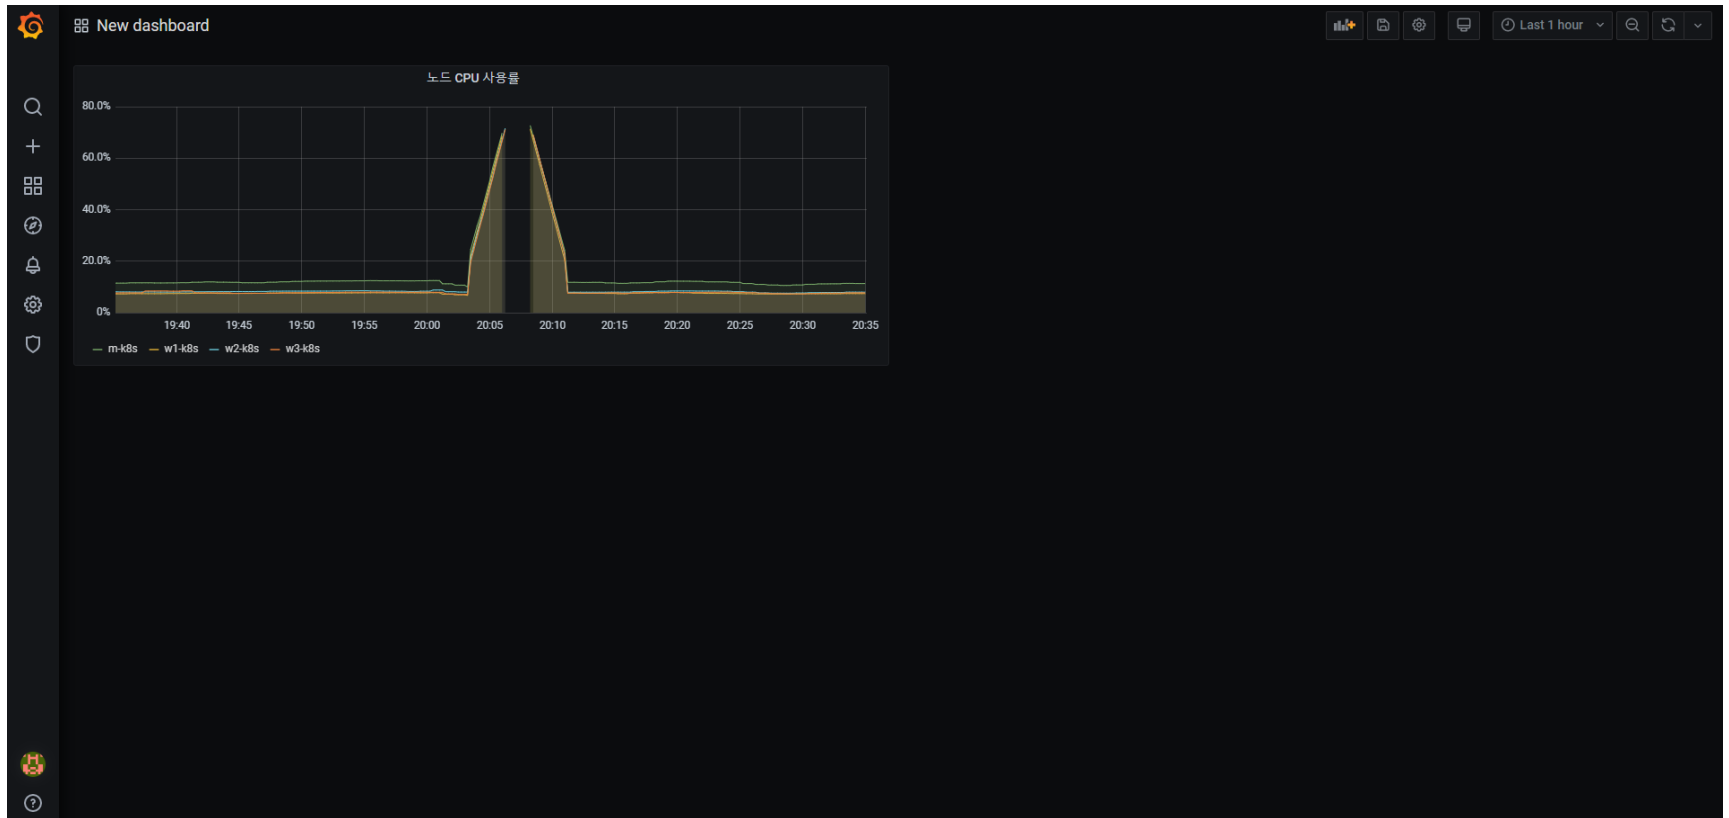 New dashboard
Last 1 hour
노드 CPU 사용률
80.0%
60.0%
40.0%
20.0%
0%
19:40 19:45 19:50 19:55 20:00 20:05 20:10 20:15 20:20 20:25 20:30 20:35
m-k8s w1-k8s w2-k8s w3-k8s